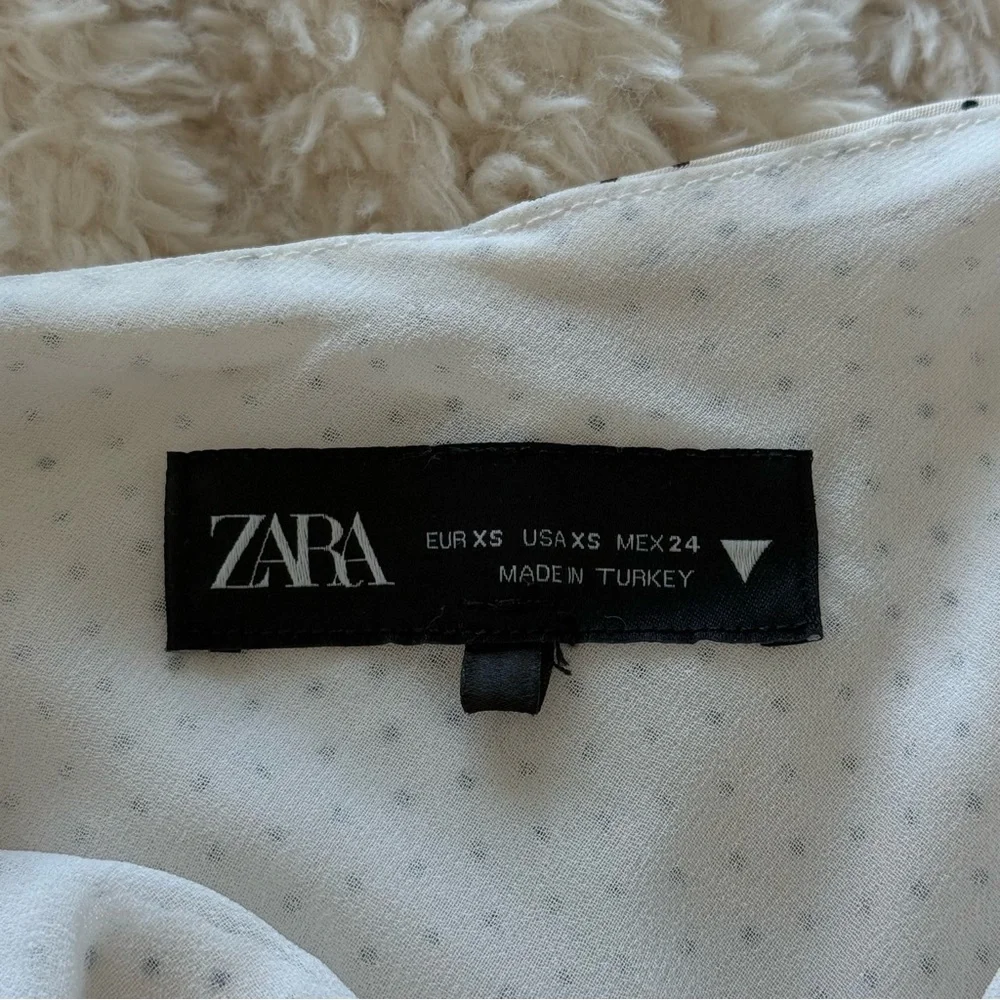 ZARA
EUR XS USA XS MEX 24
MADE IN TURKEY